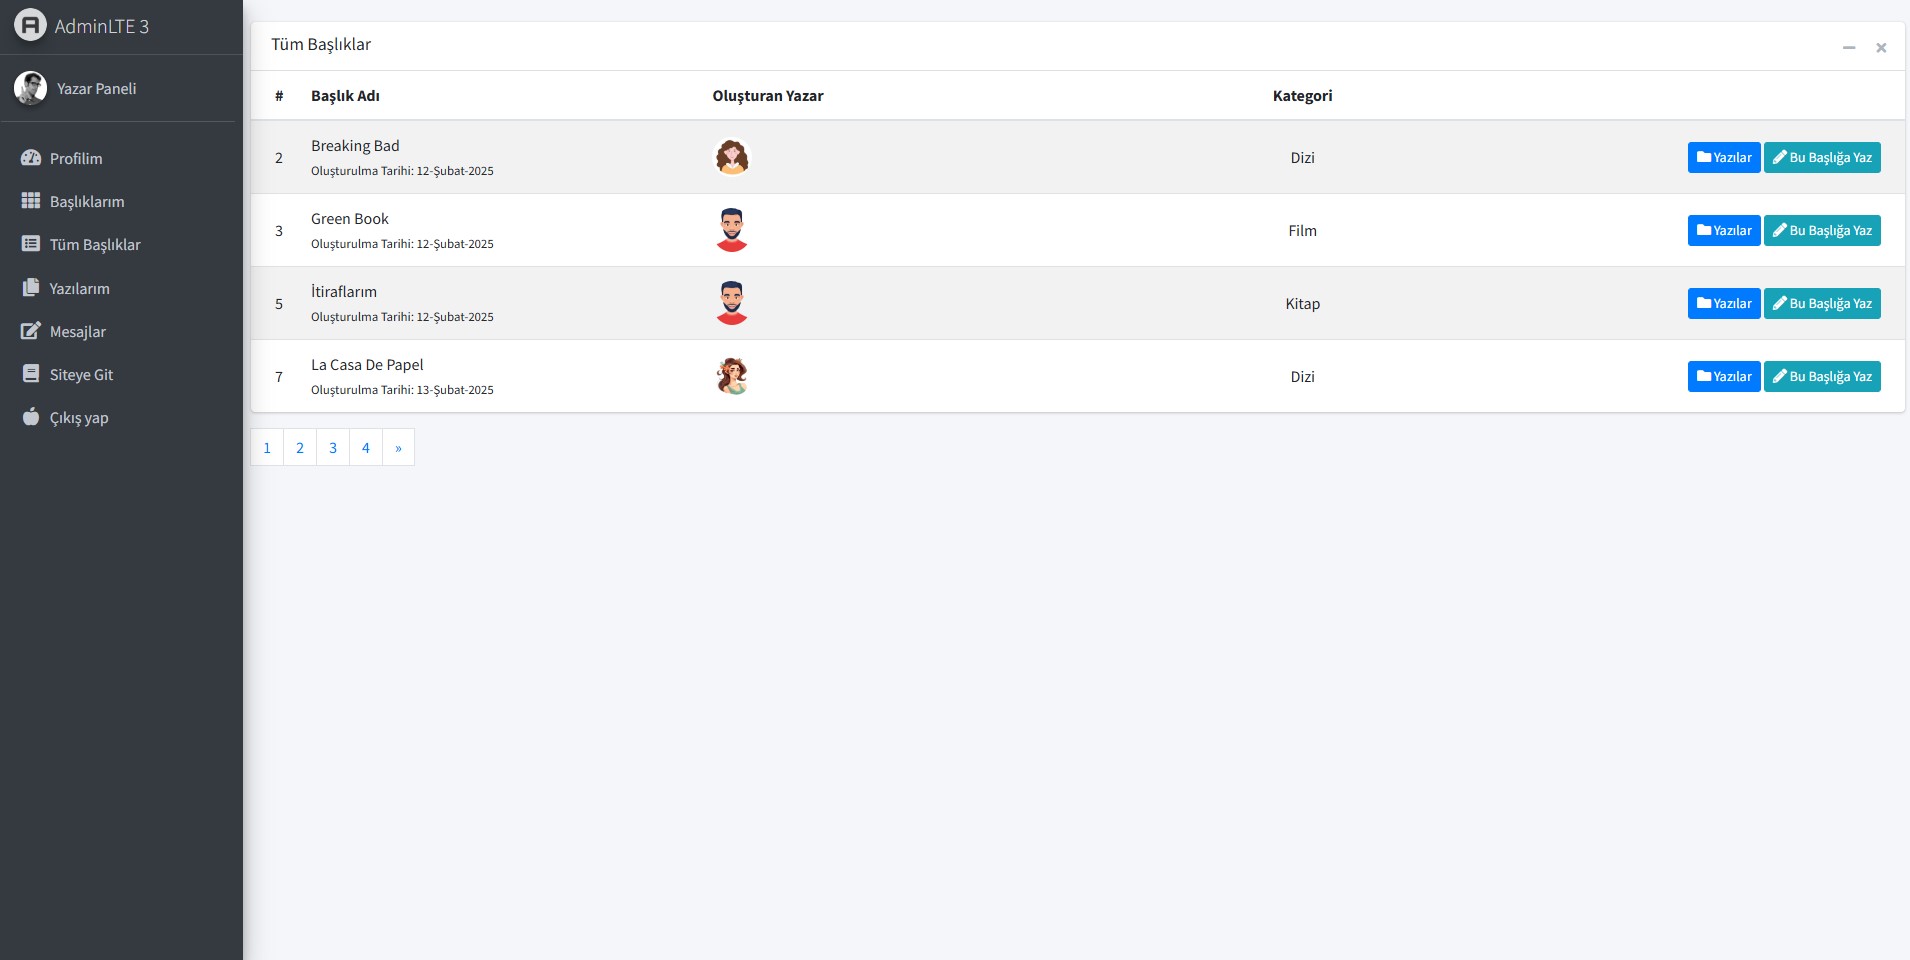 AdminLTE 3
Yazar Paneli
Profilim
Başlıklarım
Tüm Başlıklar
Yazılarım
Mesajlar
Siteye Git
Çıkış yap
Tüm Başlıklar
# Başlık Adı Oluşturan Yazar Kategori
2 Breaking Bad Dizi Yazılar Bu Başlığa Yaz
Oluşturulma Tarihi: 12-Şubat-2025
3 Green Book Film Yazılar Bu Başlığa Yaz
Oluşturulma Tarihi: 12-Şubat-2025
5 İtiraflarım Kitap Yazılar Bu Başlığa Yaz
Oluşturulma Tarihi: 12-Şubat-2025
7 La Casa De Papel Dizi Yazılar Bu Başlığa Yaz
Oluşturulma Tarihi: 13-Şubat-2025
1 2 3 4 »